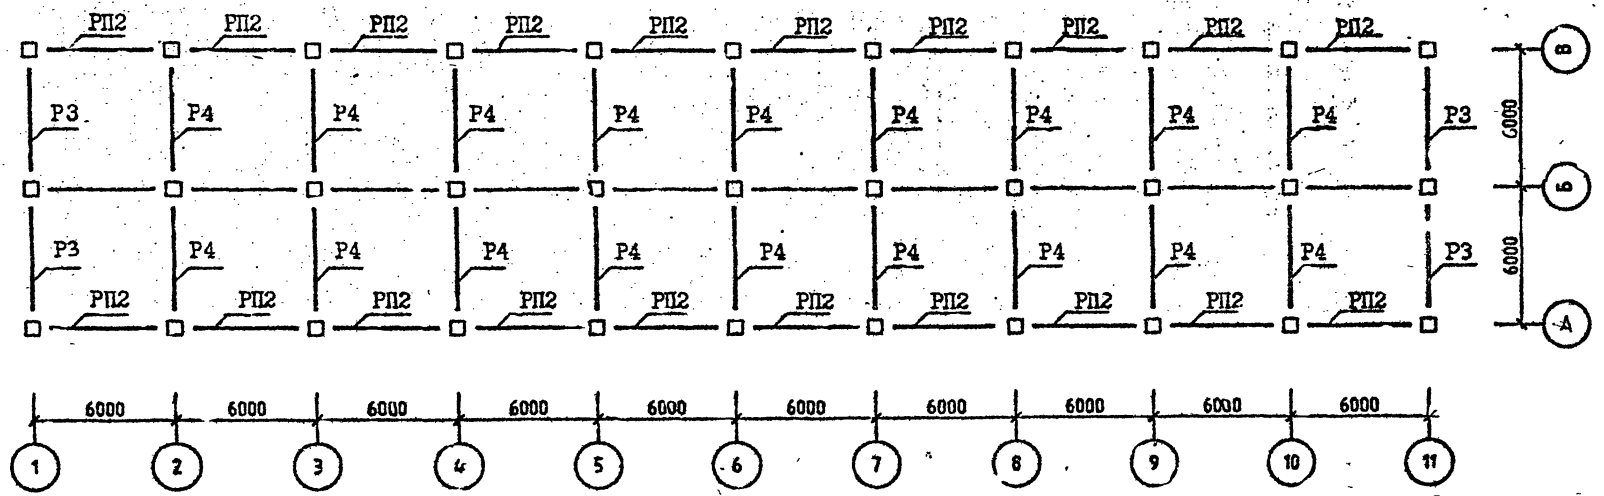 РП2 РП2 РП2 РП2 РП2 РП2 РП2 РП2 РП2 РП2
В
Р3 Р4 Р4 Р4 Р4 Р4 Р4 Р4 Р4 Р4 Р3
6000
Б
Р3 Р4 Р4 Р4 Р4 Р4 Р4 Р4 Р4 Р4 Р3
6000
РП2 РП2 РП2 РП2 РП2 РП2 РП2 РП2 РП2 РП2
А
6000 6000 6000 6000 6000 6000 6000 6000 6000 6000
1 2 3 4 5 6 7 8 9 10 11